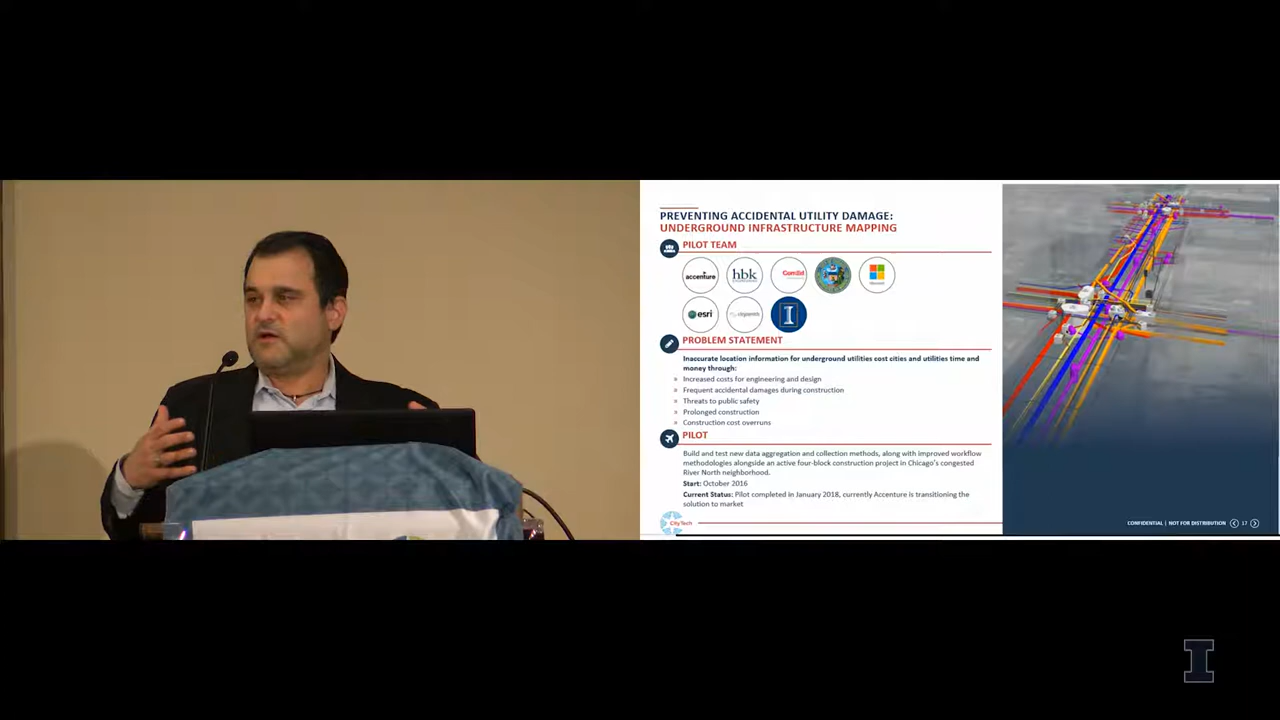 PREVENTING ACCIDENTAL UTILITY DAMAGE:
UNDERGROUND INFRASTRUCTURE MAPPING
PILOT TEAM
accenture
hbk
ComEd
Microsoft
esri
PROBLEM STATEMENT
Inaccurate location information for underground utilities cost cities and utilities time and
money through:
Increased costs for engineering and design
Frequent accidental damages during construction
Threats to public safety
Prolonged construction
Construction cost overruns
PILOT
Build and test new data aggregation and collection methods, along with improved workflow
methodologies alongside an active four-block construction project in Chicago's congested
River North neighborhood.
Start: October 2016
Current Status: Pilot completed in January 2018, currently Accenture is transitioning the
solution to market
City Tech
CONFIDENTIAL | NOT FOR DISTRIBUTION 17